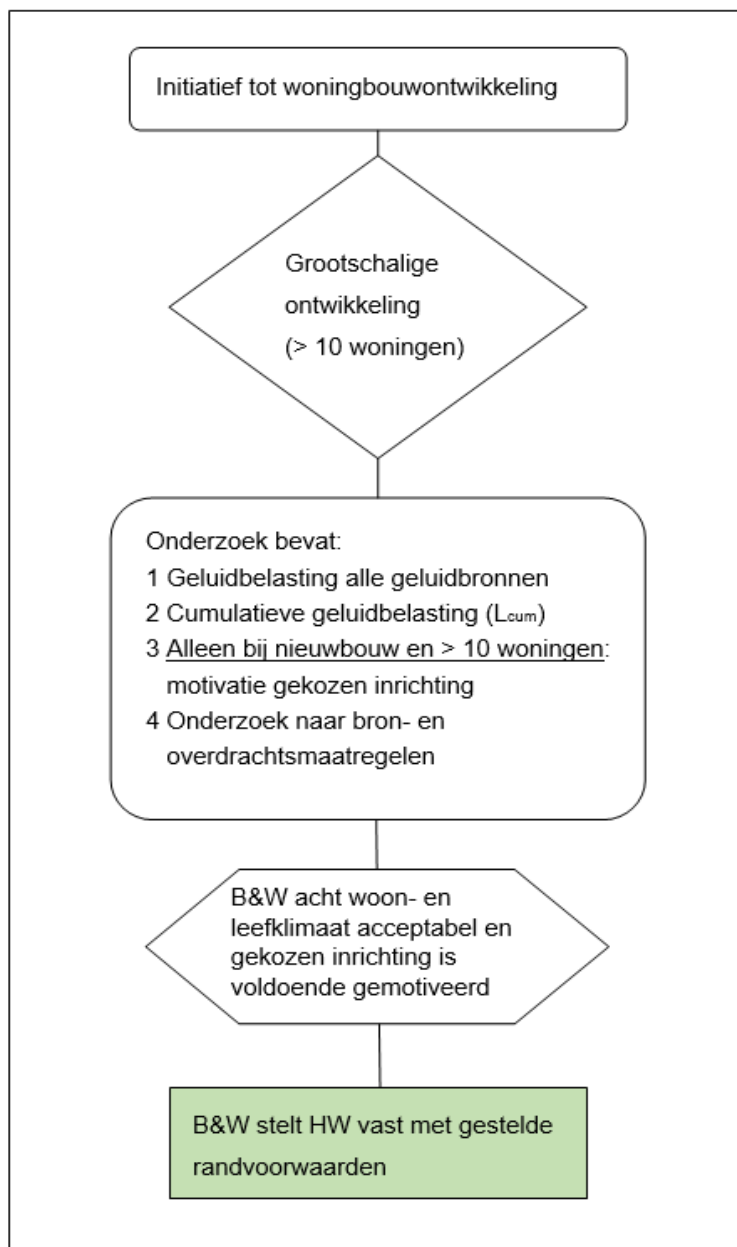 Initiatief tot woningbouwontwikkeling
Grootschalige
ontwikkeling
(> 10 woningen)
Onderzoek bevat:
1 Geluidbelasting alle geluidbronnen
2 Cumulatieve geluidbelasting (Lcum)
3 Alleen bij nieuwbouw en > 10 woningen:
motivatie gekozen inrichting
4 Onderzoek naar bron- en
overdrachtsmaatregelen
B&W acht woon- en
leefklimaat acceptabel en
gekozen inrichting is
voldoende gemotiveerd
B&W stelt HW vast met gestelde
randvoorwaarden